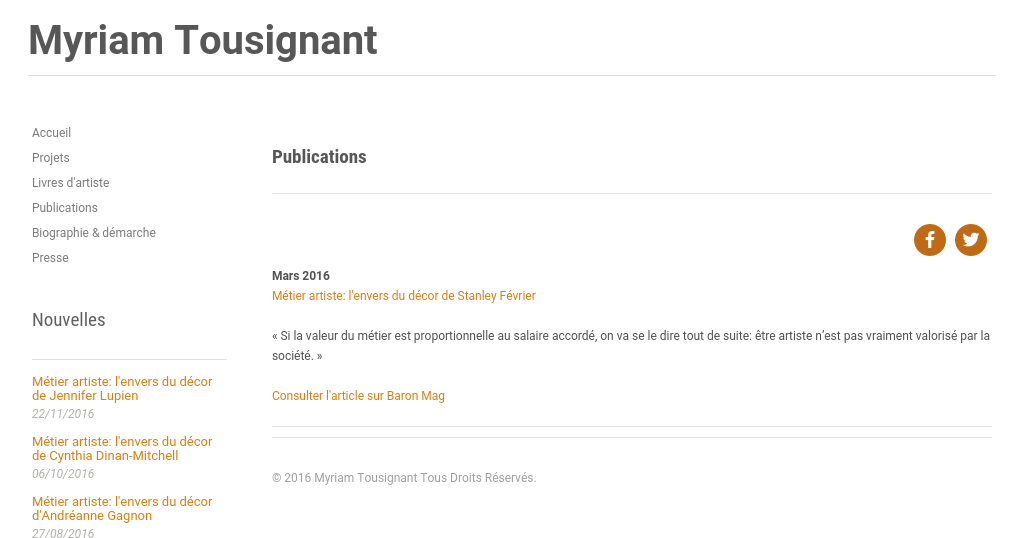 Myriam Tousignant
Accueil
Projets
Livres d'artiste
Publications
Biographie & démarche
Presse
Nouvelles
Métier artiste: l'envers du décor
de Jennifer Lupien
22/11/2016
Métier artiste: l'envers du décor
de Cynthia Dinan-Mitchell
06/10/2016
Métier artiste: l'envers du décor
d'Andréanne Gagnon
27/08/2016
Publications
Mars 2016
Métier artiste: l'envers du décor de Stanley Février
« Si la valeur du métier est proportionnelle au salaire accordé, on va se le dire tout de suite: être artiste n’est pas vraiment valorisé par la
société. »
Consulter l'article sur Baron Mag
© 2016 Myriam Tousignant Tous Droits Réservés.